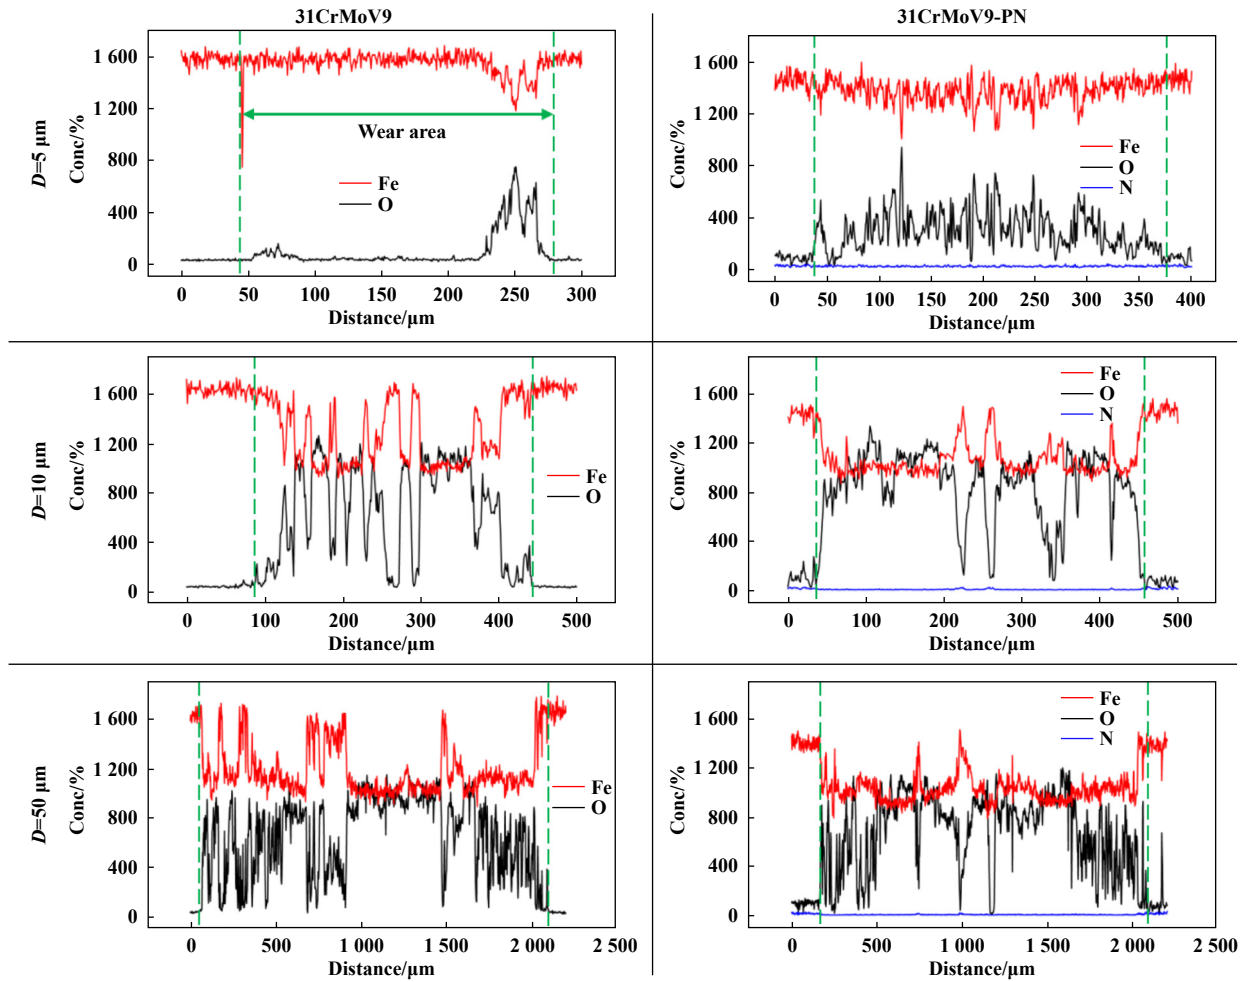 31CrMoV9
31CrMoV9-PN
D=5 μm
Conc/%
1 600
1 200
800
400
0
Wear area
Fe
O
0 50 100 150 200 250 300
Distance/μm
Conc/%
1 600
1 200
800
400
0
Fe
O
N
0 50 100 150 200 250 300 350 400
Distance/μm
D=10 μm
Conc/%
1 600
1 200
800
400
0
Fe
O
0 100 200 300 400 500
Distance/μm
Conc/%
1 600
1 200
800
400
0
Fe
O
N
0 100 200 300 400 500
Distance/μm
D=50 μm
Conc/%
1 600
1 200
800
400
0
Fe
O
0 500 1 000 1 500 2 000 2 500
Distance/μm
Conc/%
1 600
1 200
800
400
0
Fe
O
N
0 500 1 000 1 500 2 000 2 500
Distance/μm